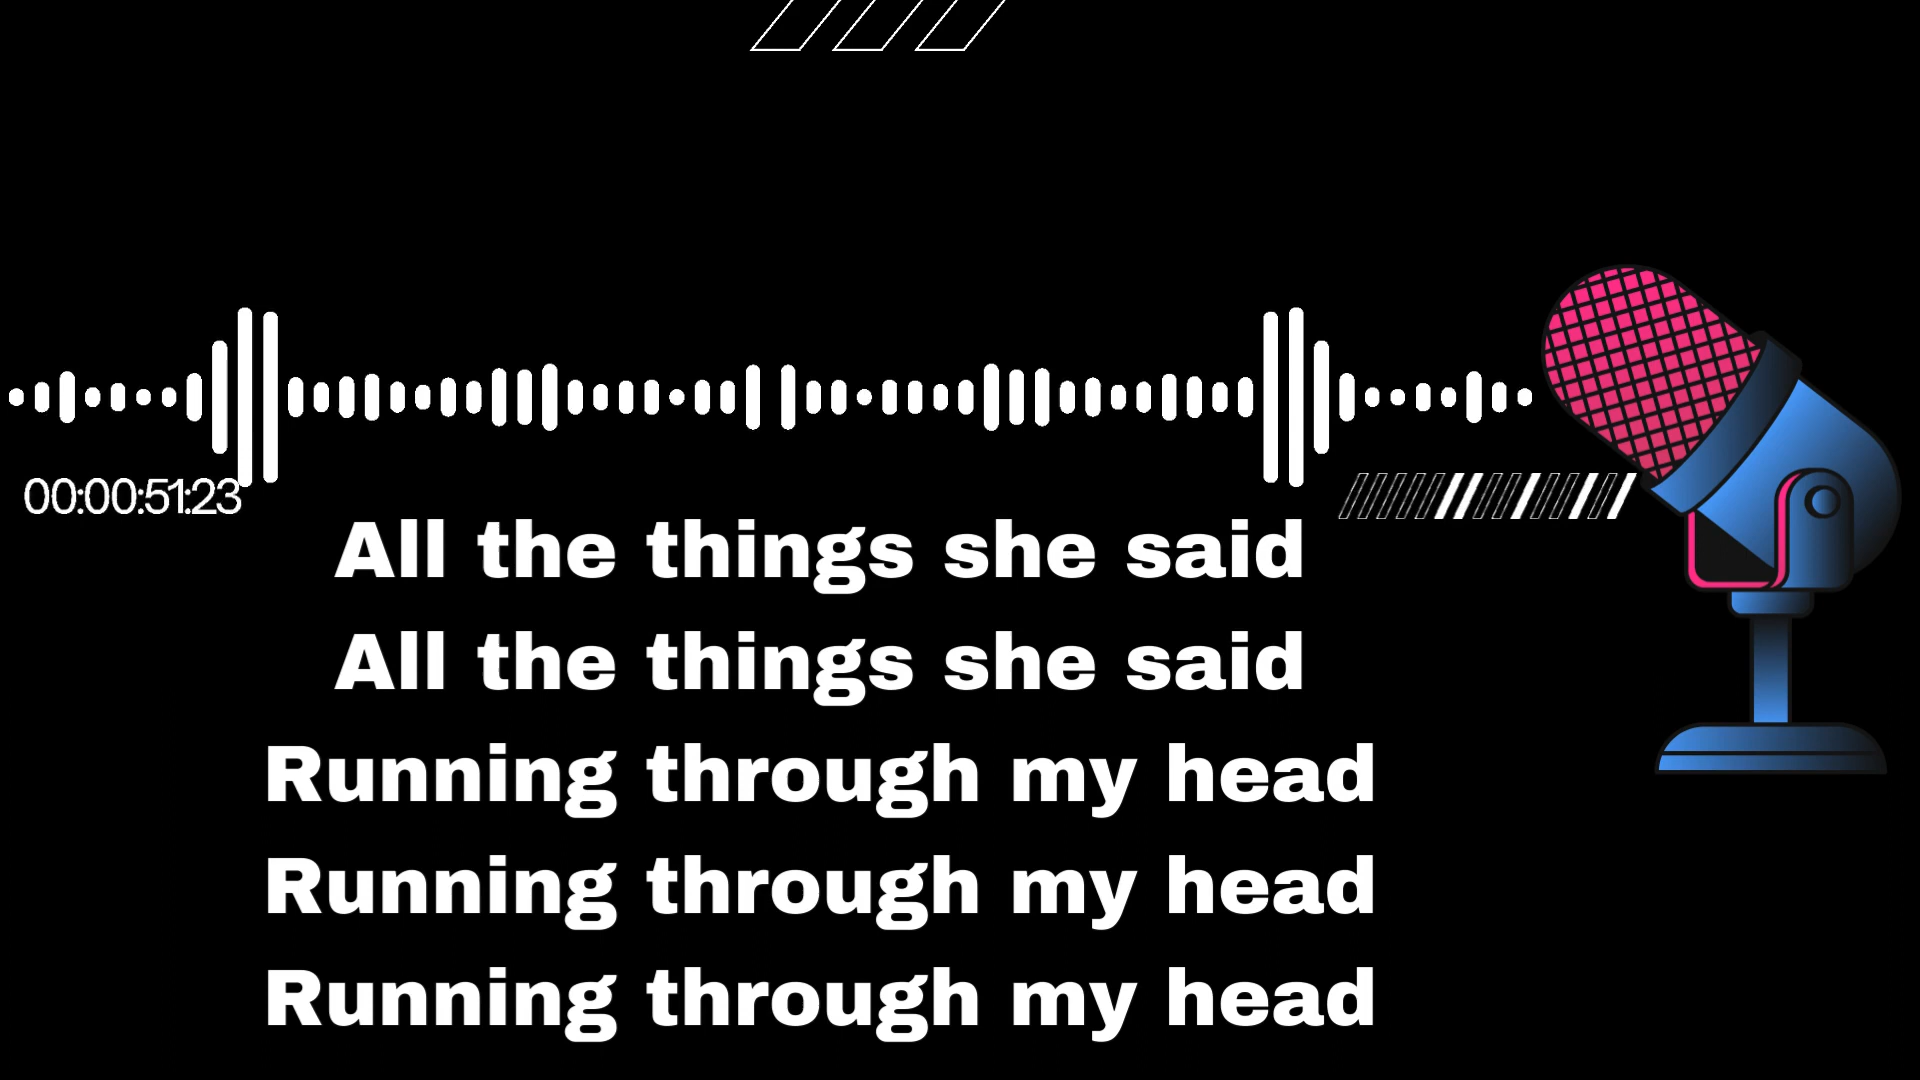 00:00:51:23
All the things she said
All the things she said
Running through my head
Running through my head
Running through my head